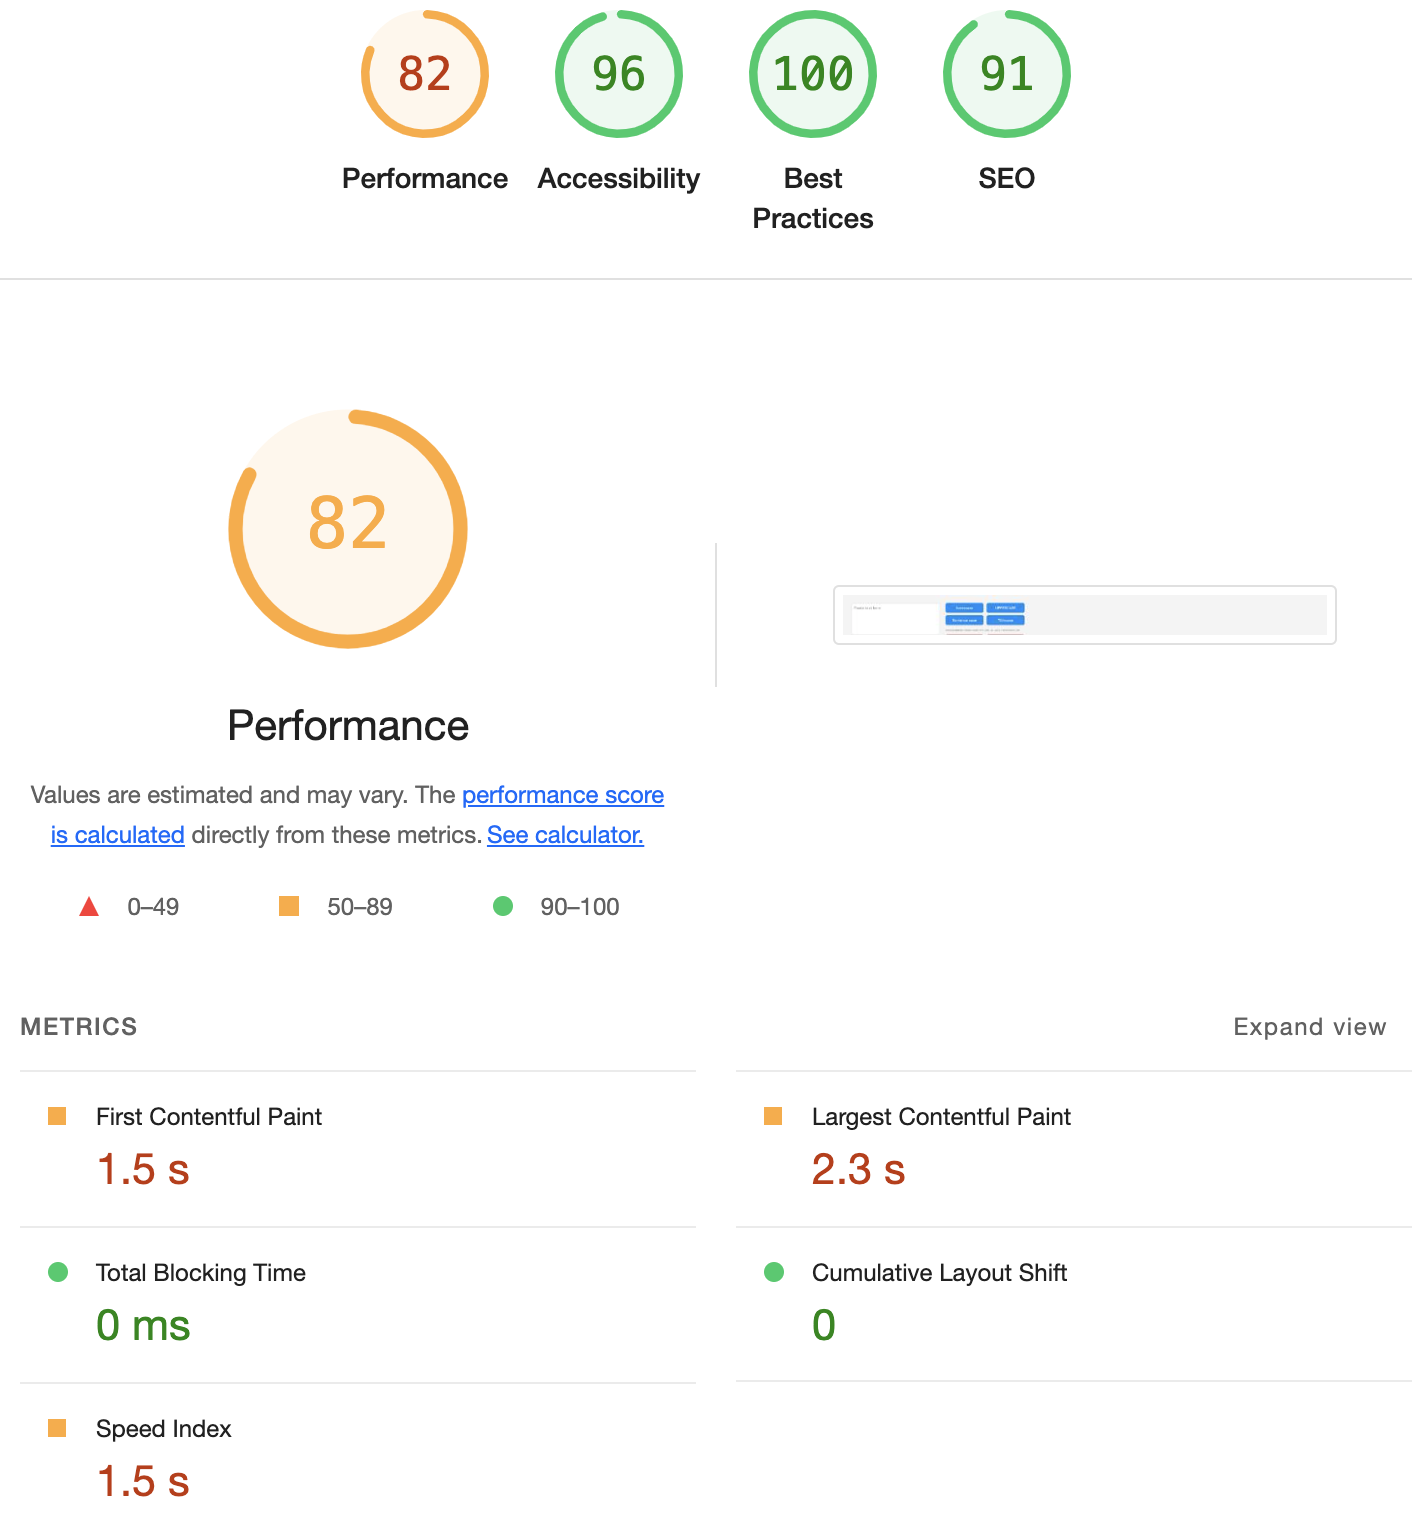 82
96
100
91
Performance
Accessibility
Best
Practices
SEO
82
Performance
Values are estimated and may vary. The performance score
is calculated directly from these metrics. See calculator.
0–49
50–89
90–100
METRICS
Expand view
First Contentful Paint
1.5 s
Largest Contentful Paint
2.3 s
Total Blocking Time
0 ms
Cumulative Layout Shift
0
Speed Index
1.5 s